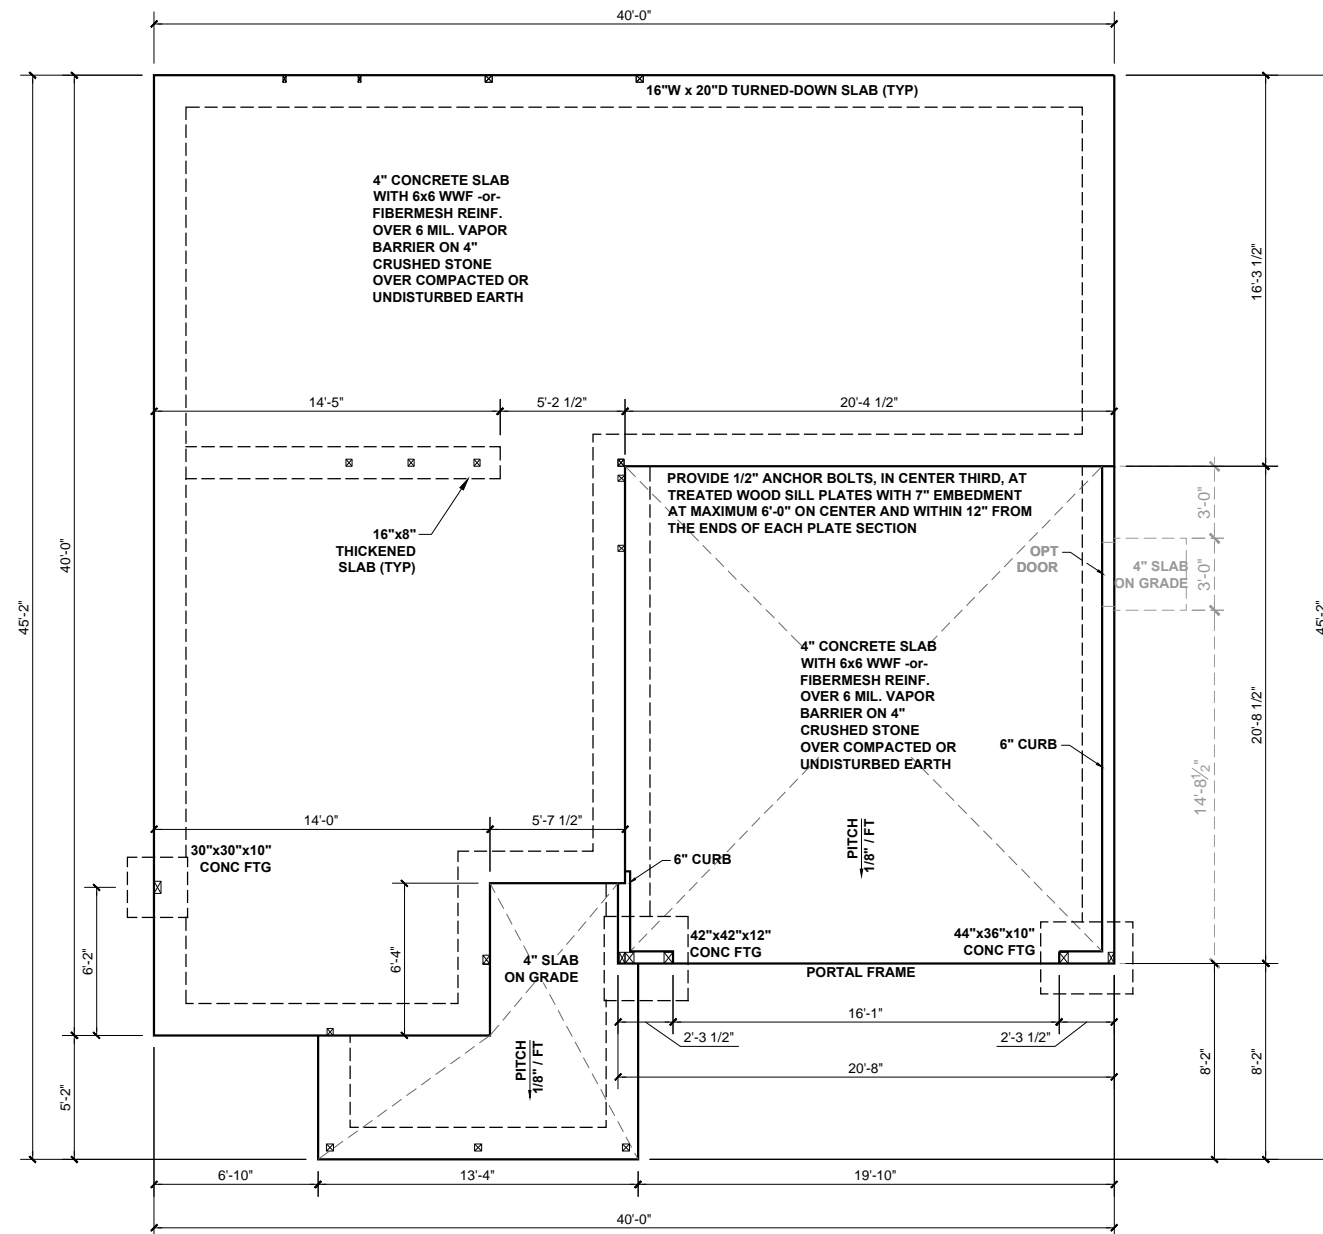 40'-0"
16"W x 20"D TURNED-DOWN SLAB (TYP)
4" CONCRETE SLAB
WITH 6x6 WWF -or-
FIBERMESH REINF.
OVER 6 MIL. VAPOR
BARRIER ON 4"
CRUSHED STONE
OVER COMPACTED OR
UNDISTURBED EARTH
16'-3 1/2"
14'-5"
5'-2 1/2"
20'-4 1/2"
PROVIDE 1/2" ANCHOR BOLTS, IN CENTER THIRD, AT
TREATED WOOD SILL PLATES WITH 7" EMBEDMENT
AT MAXIMUM 6'-0" ON CENTER AND WITHIN 12" FROM
THE ENDS OF EACH PLATE SECTION
16"x8"
THICKENED
SLAB (TYP)
OPT
DOOR
4" SLAB
ON GRADE
3'-0"
3'-0"
40'-0"
45'-2"
45'-2"
4" CONCRETE SLAB
WITH 6x6 WWF -or-
FIBERMESH REINF.
OVER 6 MIL. VAPOR
BARRIER ON 4"
CRUSHED STONE
OVER COMPACTED OR
UNDISTURBED EARTH
6" CURB
20'-8 1/2"
14'-8½"
14'-0"
5'-7 1/2"
30"x30"x10"
CONC FTG
6" CURB
PITCH
1/8" / FT
42"x42"x12"
CONC FTG
44"x36"x10"
CONC FTG
6'-2"
6'-4"
4" SLAB
ON GRADE
PORTAL FRAME
16'-1"
2'-3 1/2"
2'-3 1/2"
PITCH
1/8" / FT
20'-8"
8'-2"
8'-2"
5'-2"
6'-10"
13'-4"
19'-10"
40'-0"